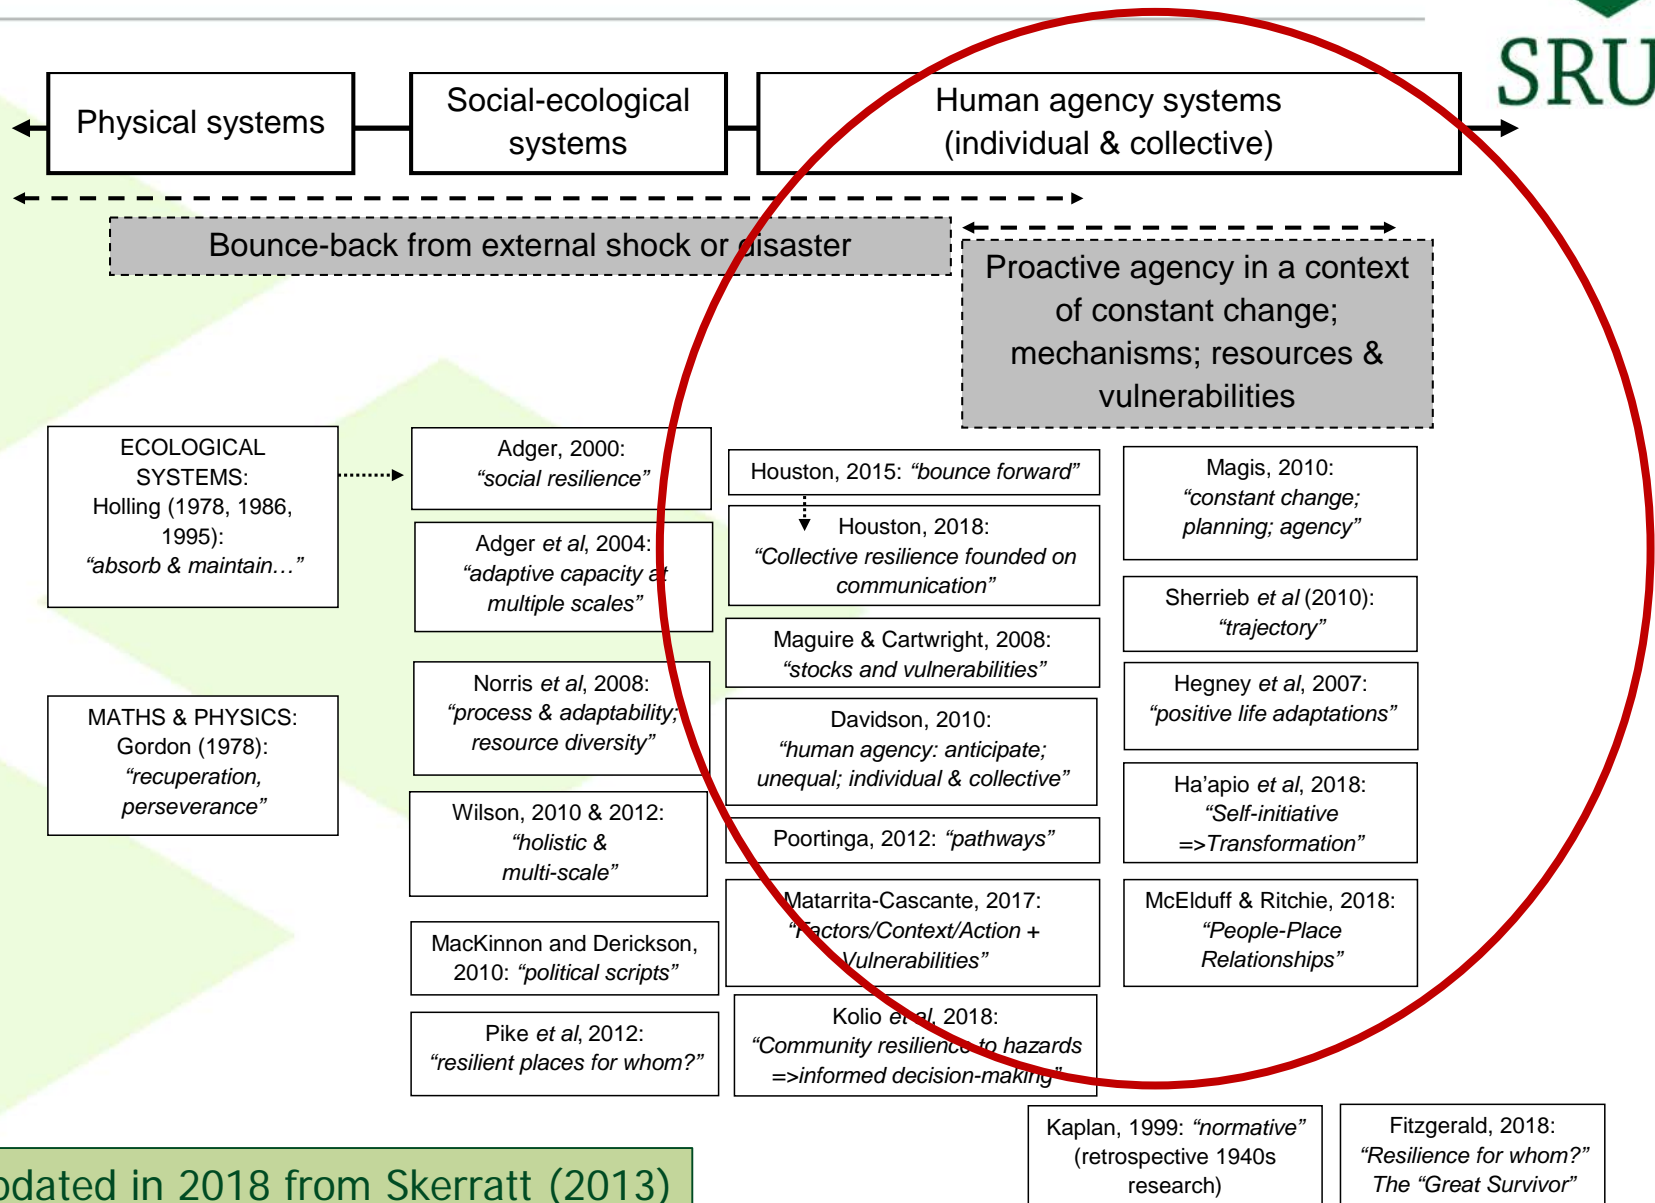 SRU
Physical systems
Social-ecological
systems
Human agency systems
(individual & collective)
Bounce-back from external shock or disaster
Proactive agency in a context
of constant change;
mechanisms; resources &
vulnerabilities
ECOLOGICAL
SYSTEMS:
Holling (1978, 1986,
1995):
“absorb & maintain…”
MATHS & PHYSICS:
Gordon (1978):
“recuperation,
perseverance”
Adger, 2000:
“social resilience”
Adger et al, 2004:
“adaptive capacity at
multiple scales”
Norris et al, 2008:
“process & adaptability;
resource diversity”
Wilson, 2010 & 2012:
“holistic &
multi-scale”
MacKinnon and Derickson,
2010: “political scripts”
Pike et al, 2012:
“resilient places for whom?”
Houston, 2015: “bounce forward”
Houston, 2018:
“Collective resilience founded on
communication”
Maguire & Cartwright, 2008:
“stocks and vulnerabilities”
Davidson, 2010:
“human agency: anticipate;
unequal; individual & collective”
Poortinga, 2012: “pathways”
Matarrita-Cascante, 2017:
“Factors/Context/Action +
Vulnerabilities”
Kolio et al, 2018:
“Community resilience to hazards
=>informed decision-making”
Magis, 2010:
“constant change;
planning; agency”
Sherrieb et al (2010):
“trajectory”
Hegney et al, 2007:
“positive life adaptations”
Ha’apio et al, 2018:
“Self-initiative
=>Transformation”
McElduff & Ritchie, 2018:
“People-Place
Relationships”
Kaplan, 1999: “normative”
(retrospective 1940s
research)
Fitzgerald, 2018:
“Resilience for whom?”
The “Great Survivor”
pdated in 2018 from Skerratt (2013)